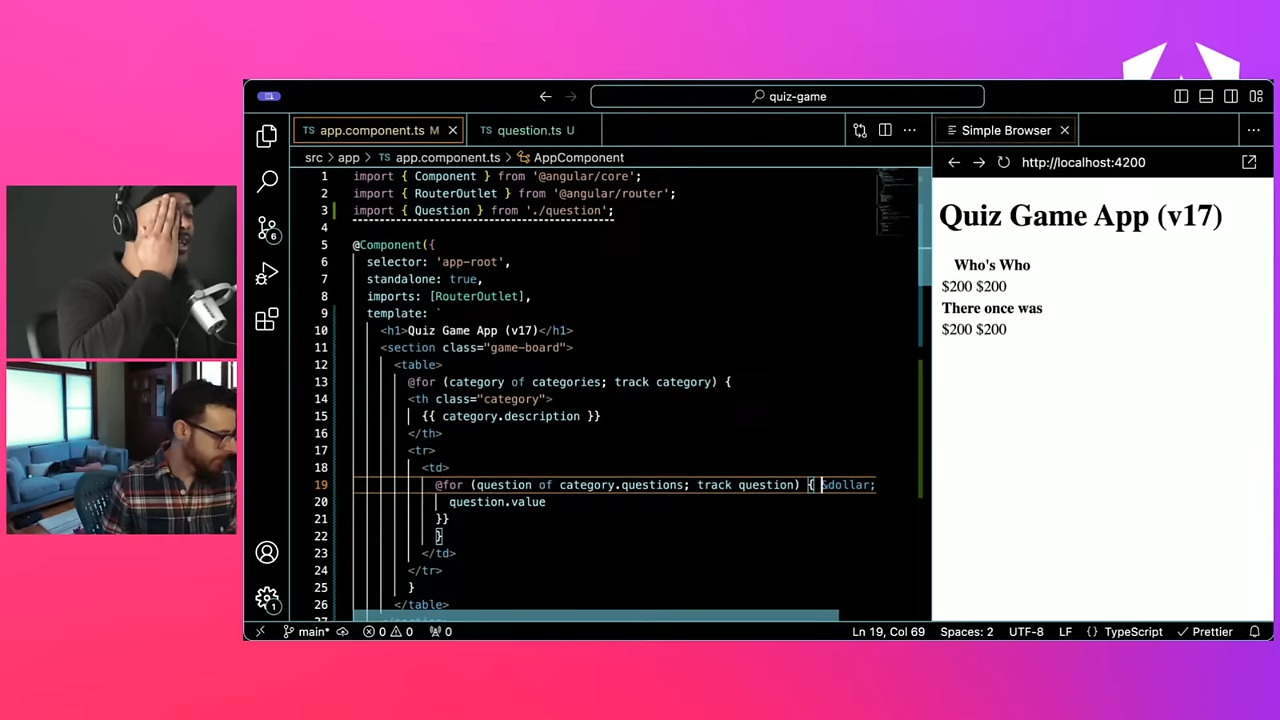 quiz-game
TS app.component.ts M
TS question.ts U
Simple Browser
src > app > TS app.component.ts > AppComponent
http://localhost:4200
1 import { Component } from '@angular/core';
2 import { RouterOutlet } from '@angular/router';
3 import { Question } from './question';
4
5 @Component({
6 selector: 'app-root',
7 standalone: true,
8 imports: [RouterOutlet],
9 template: `
10 <h1>Quiz Game App (v17)</h1>
11 <section class="game-board">
12 <table>
13 @for (category of categories; track category) {
14 <th class="category">
15 {{ category.description }}
16 </th>
17 <tr>
18 <td>
19 @for (question of category.questions; track question) { &dollar;
20 question.value
21 }}
22 }
23 </td>
24 </tr>
25 }
26 </table>
Quiz Game App (v17)
Who's Who
$200 $200
There once was
$200 $200
6
1
main*
0 0
0
Ln 19, Col 69
Spaces: 2
UTF-8
LF
{} TypeScript
Prettier